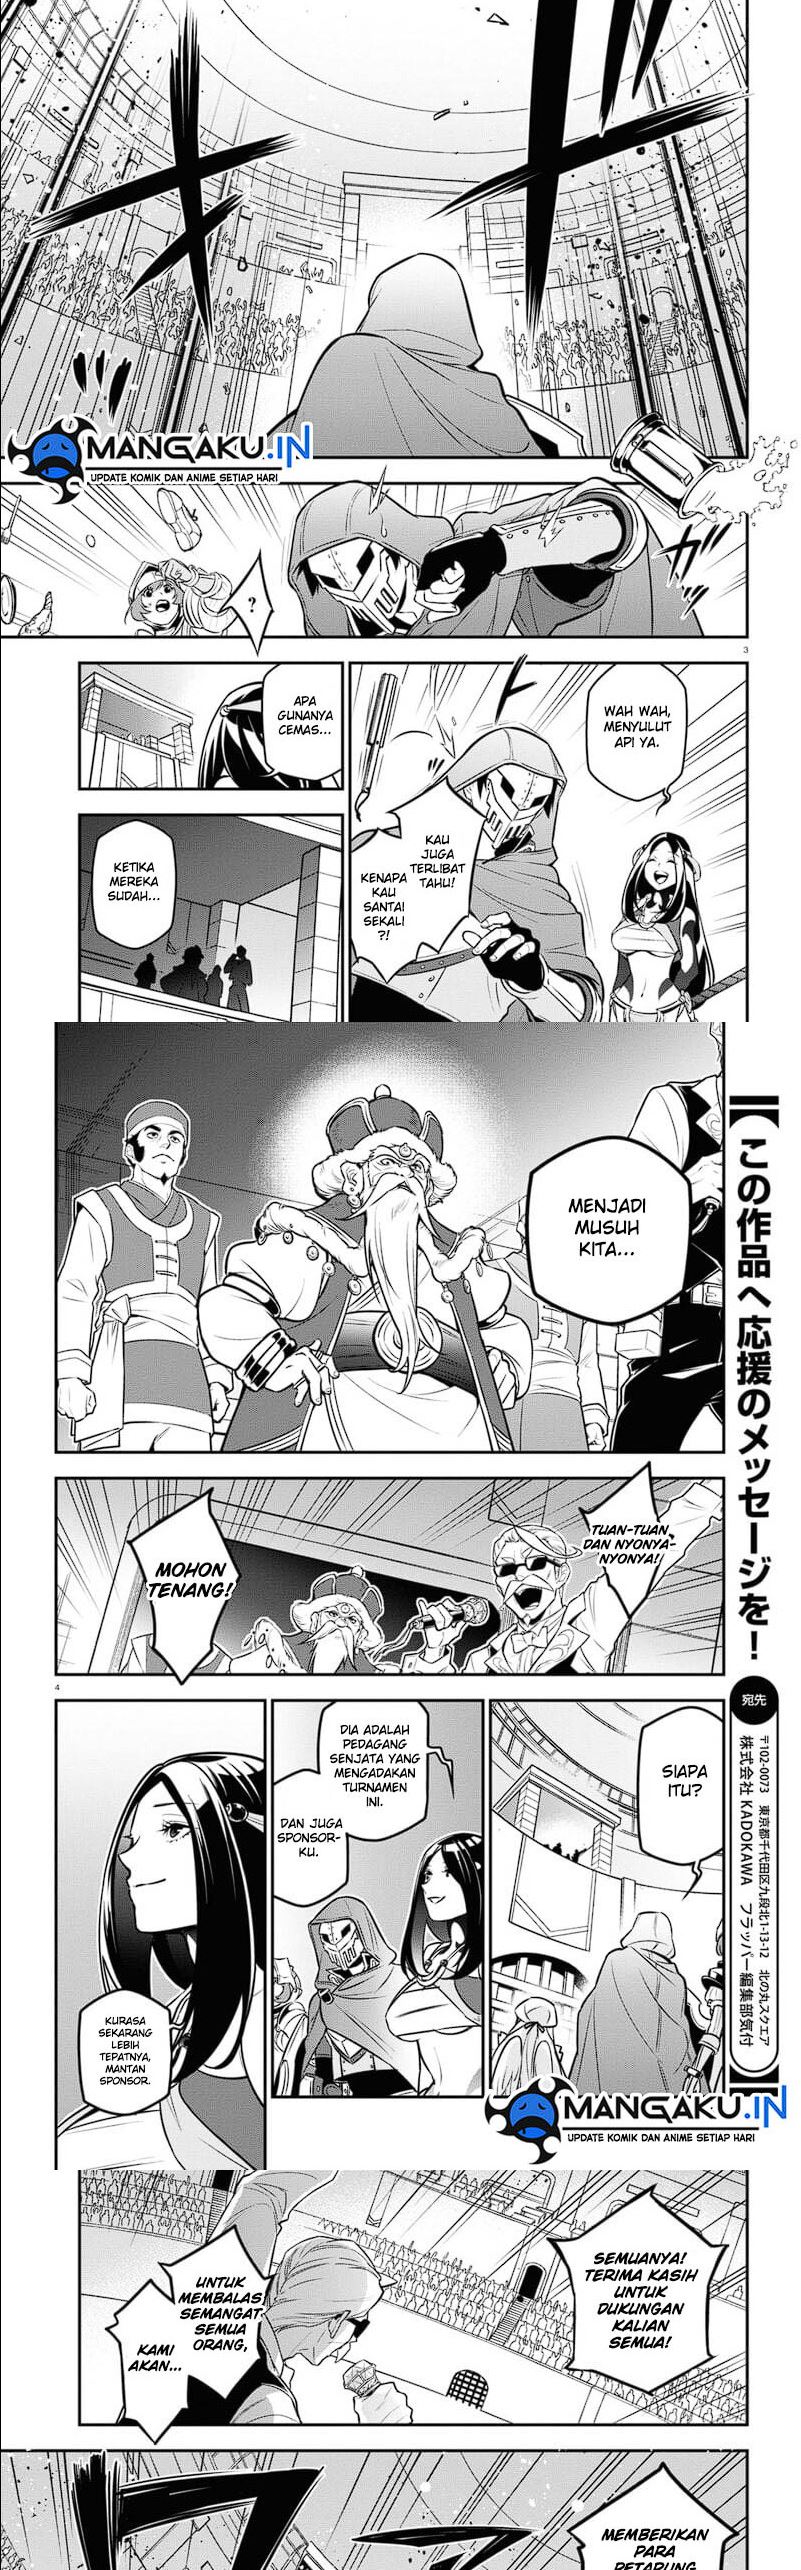 MANGAKU.IN
UPDATE KOMIK DAN ANIME SETIAP HARI
?
3
WAH WAH,
MENYULUT
API YA.
KAU
JUGA
TERLIBAT
TAHU!
KENAPA
KAU
SANTAI
SEKALI
?!
APA
GUNANYA
CEMAS...
KETIKA
MEREKA
SUDAH...
MENJADI
MUSUH
KITA...
【この作品へ応援のメッセージを!
宛先
〒102-0073 東京都千代田区九段北1-13-12 北の丸スクエア
株式会社KADOKAWA フラッパー編集部気付
TUAN-TUAN
DAN NYONYA-
NYONYA!
MOHON
TENANG!
4
SIAPA
ITU?
DIA ADALAH
PEDAGANG
SENJATA YANG
MENGADAKAN
TURNAMEN
INI.
DAN JUGA
SPONSOR-
KU.
KURASA
SEKARANG
LEBIH
TEPATNYA,
MANTAN
SPONSOR.
MANGAKU.IN
UPDATE KOMIK DAN ANIME SETIAP HARI
SEMUANYA!
TERIMA KASIH
UNTUK
DUKUNGAN
KALIAN
SEMUA!
UNTUK
MEMBALAS
SEMANGAT
SEMUA
ORANG,
KAMI
AKAN...
MEMBERIKAN
PARA
PETARUNG